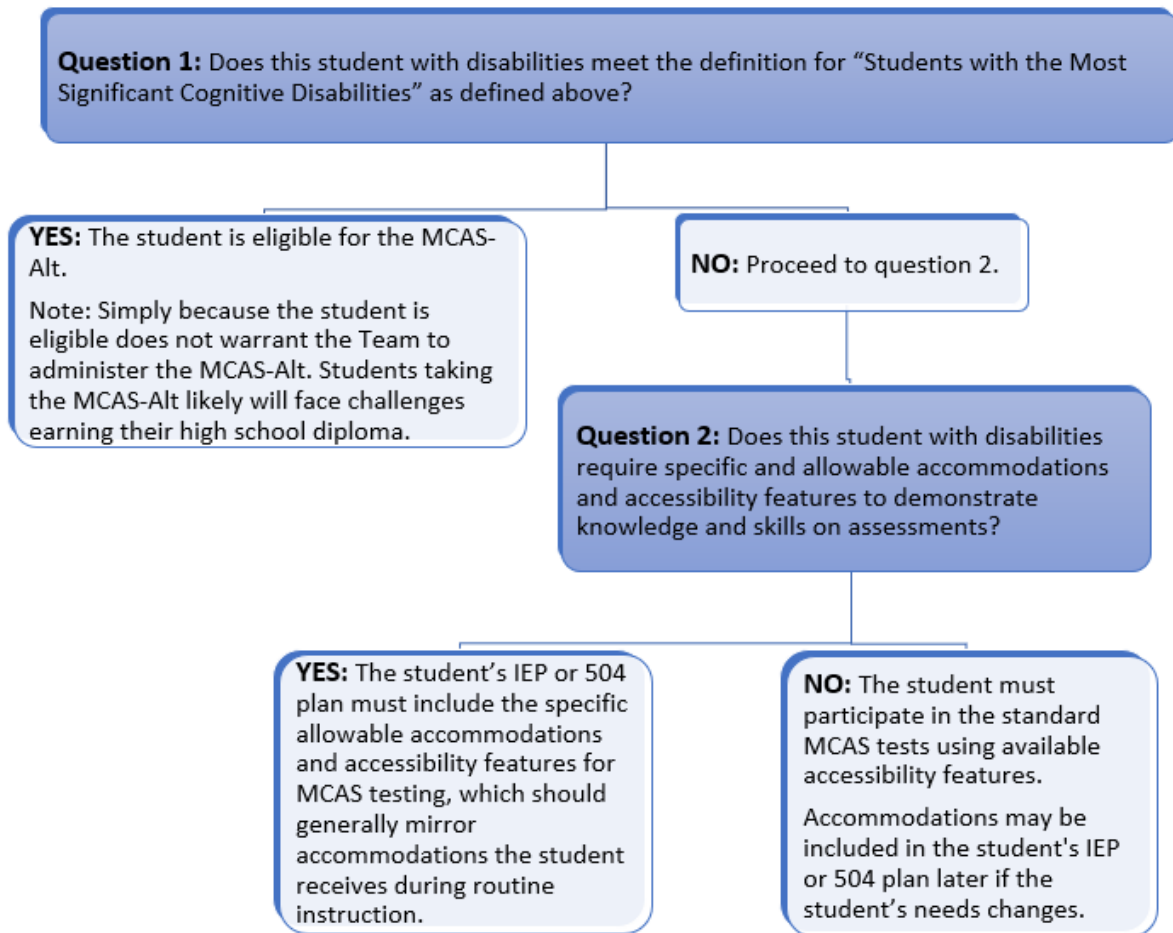 Question 1: Does this student with disabilities meet the definition for “Students with the Most
Significant Cognitive Disabilities” as defined above?
YES: The student is eligible for the MCAS-
Alt.
Note: Simply because the student is
eligible does not warrant the Team to
administer the MCAS-Alt. Students taking
the MCAS-Alt likely will face challenges
earning their high school diploma.
NO: Proceed to question 2.
Question 2: Does this student with disabilities
require specific and allowable accommodations
and accessibility features to demonstrate
knowledge and skills on assessments?
YES: The student’s IEP or 504
plan must include the specific
allowable accommodations
and accessibility features for
MCAS testing, which should
generally mirror
accommodations the student
receives during routine
instruction.
NO: The student must
participate in the standard
MCAS tests using available
accessibility features.
Accommodations may be
included in the student's IEP
or 504 plan later if the
student’s needs changes.